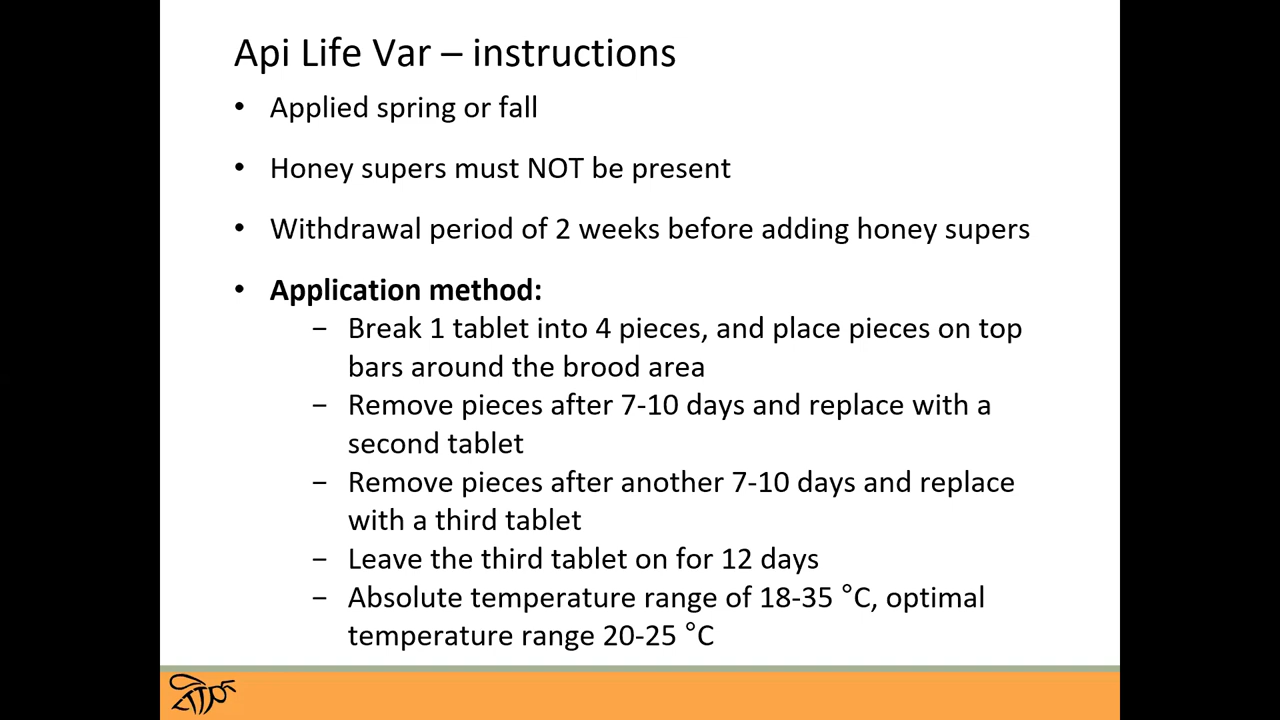 Api Life Var – instructions
• Applied spring or fall
• Honey supers must NOT be present
• Withdrawal period of 2 weeks before adding honey supers
• Application method:
– Break 1 tablet into 4 pieces, and place pieces on top
bars around the brood area
– Remove pieces after 7-10 days and replace with a
second tablet
– Remove pieces after another 7-10 days and replace
with a third tablet
– Leave the third tablet on for 12 days
– Absolute temperature range of 18-35 °C, optimal
temperature range 20-25 °C